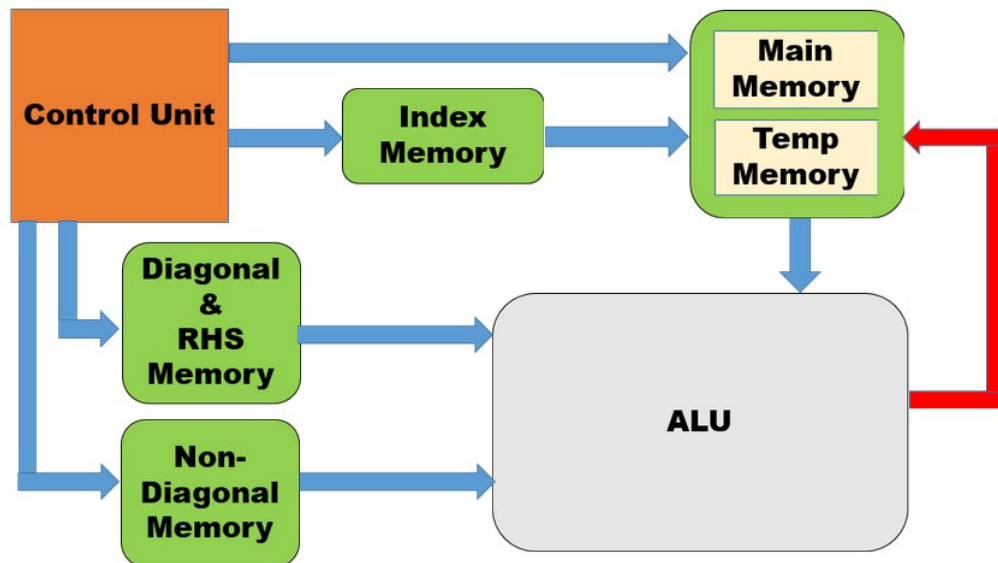 Control Unit
Index
Memory
Main
Memory
Temp
Memory
Diagonal
&
RHS
Memory
Non-
Diagonal
Memory
ALU